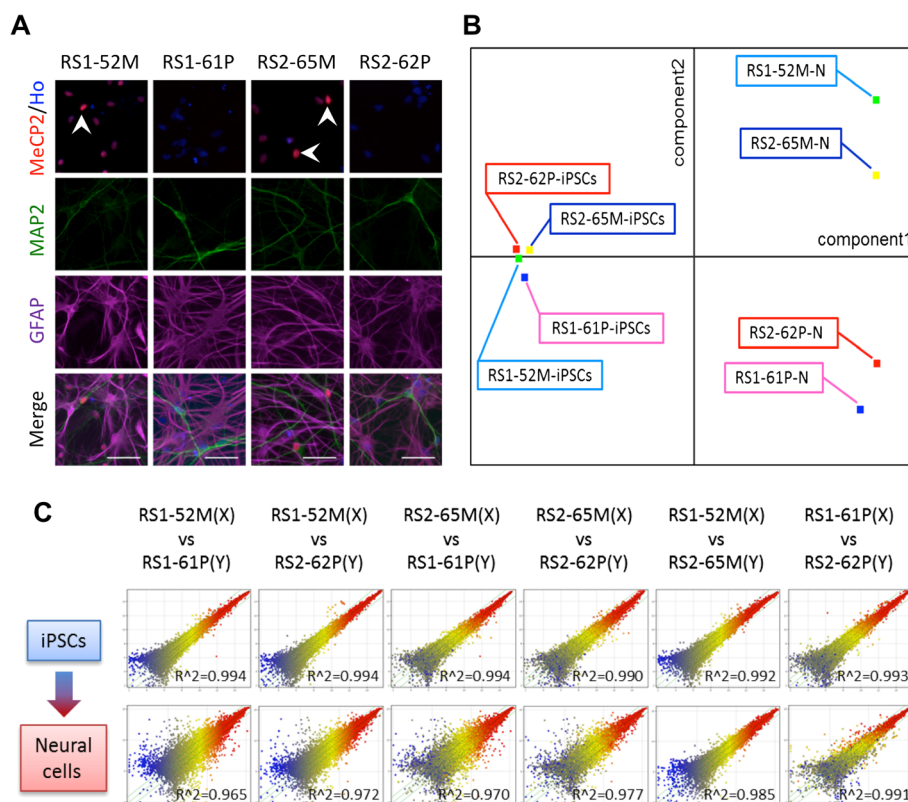 A
RS1-52M RS1-61P RS2-65M RS2-62P
MeCP2/Ho
MAP2
GFAP
Merge
B
component2
component1
RS1-52M-N
RS2-65M-N
RS2-62P-iPSCs
RS2-65M-iPSCs
RS1-61P-iPSCs
RS1-52M-iPSCs
RS2-62P-N
RS1-61P-N
C
RS1-52M(X) RS1-52M(X) RS2-65M(X) RS2-65M(X) RS1-52M(X) RS1-61P(X)
vs vs vs vs vs vs
RS1-61P(Y) RS2-62P(Y) RS1-61P(Y) RS2-62P(Y) RS2-65M(Y) RS2-62P(Y)
iPSCs
R^2=0.994 R^2=0.994 R^2=0.994 R^2=0.990 R^2=0.992 R^2=0.993
Neural
cells
R^2=0.965 R^2=0.972 R^2=0.970 R^2=0.977 R^2=0.985 R^2=0.991